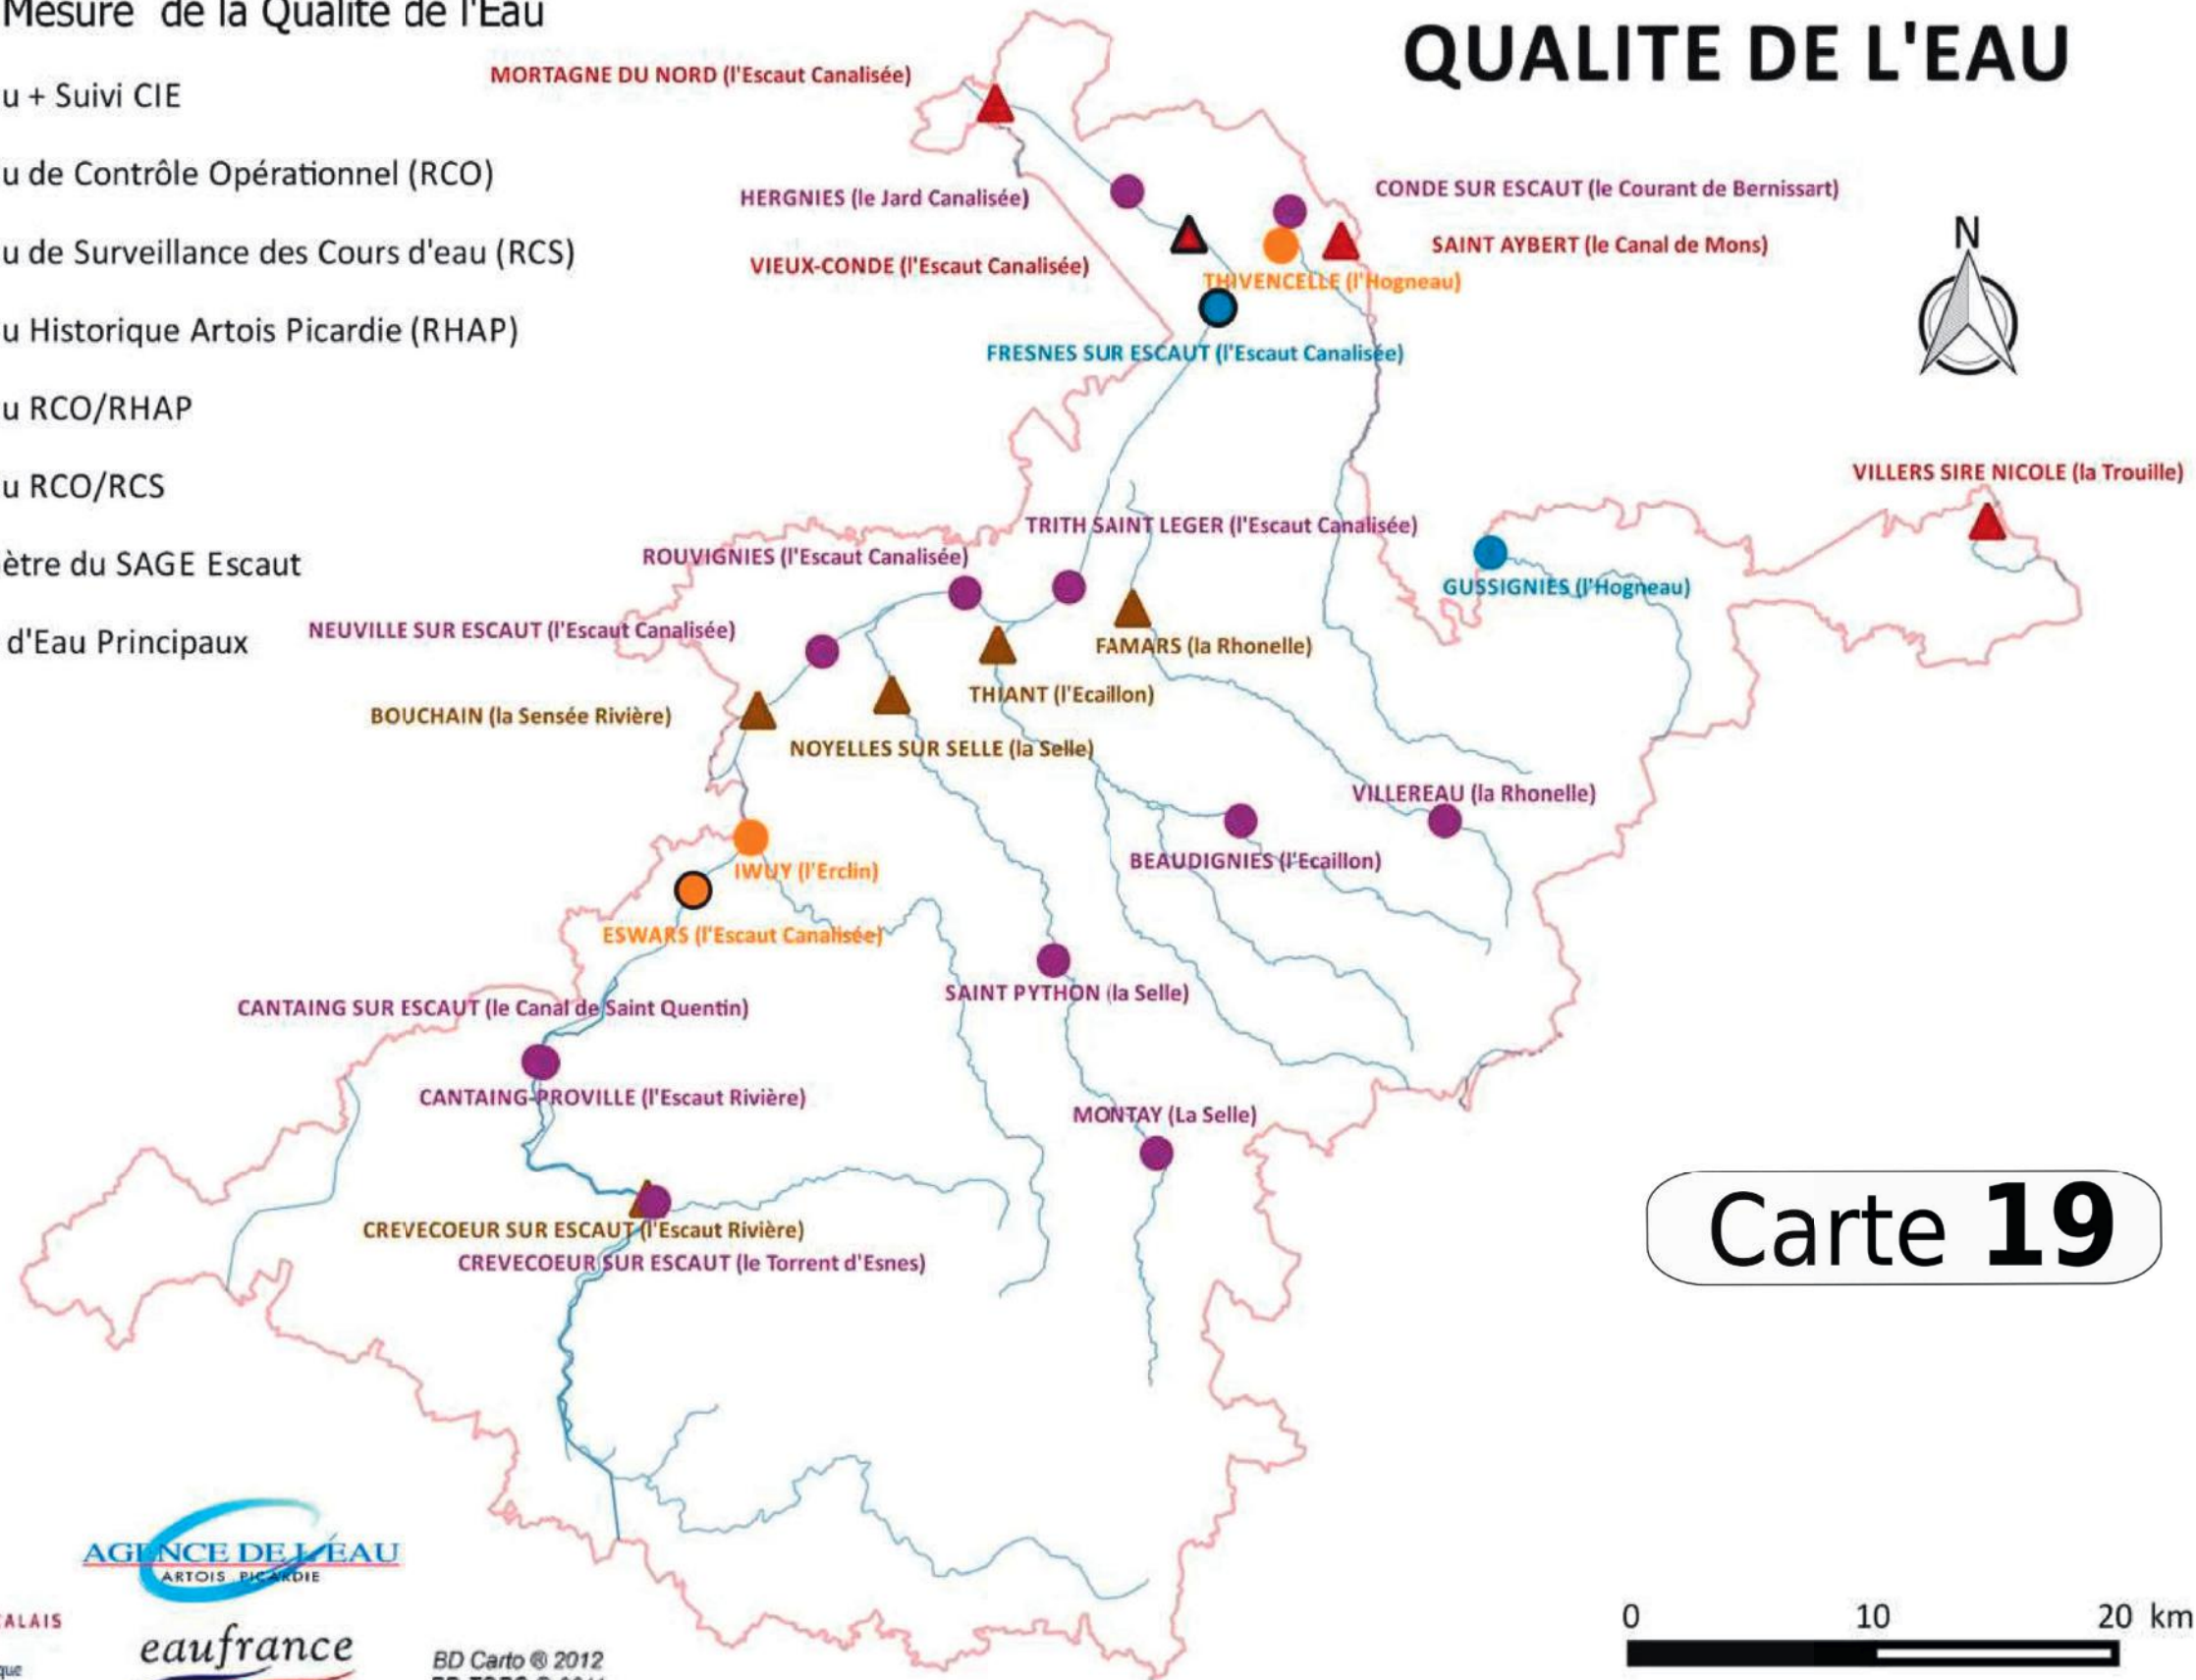 Mesure de la Qualité de l'Eau
QUALITE DE L'EAU
u + Suivi CIE
u de Contrôle Opérationnel (RCO)
u de Surveillance des Cours d'eau (RCS)
u Historique Artois Picardie (RHAP)
u RCO/RHAP
u RCO/RCS
ètre du SAGE Escaut
d'Eau Principaux
MORTAGNE DU NORD (l'Escaut Canalisée)
HERGNIES (le Jard Canalisée)
CONDE SUR ESCAUT (le Courant de Bernissart)
VIEUX-CONDE (l'Escaut Canalisée)
SAINT AYBERT (le Canal de Mons)
THIVENCELLE (l'Hogneau)
N
FRESNES SUR ESCAUT (l'Escaut Canalisée)
VILLERS SIRE NICOLE (la Trouille)
TRITH SAINT LEGER (l'Escaut Canalisée)
ROUVIGNIES (l'Escaut Canalisée)
GUSSIGNIES (l'Hogneau)
NEUVILLE SUR ESCAUT (l'Escaut Canalisée)
FAMARS (la Rhonelle)
THIANT (l'Ecaillon)
BOUCHAIN (la Sensée Rivière)
NOYELLES SUR SELLE (la Selle)
VILLEREAU (la Rhonelle)
BEAUDIGNIES (l'Ecaillon)
IWUY (l'Erclin)
ESWARS (l'Escaut Canalisée)
SAINT PYTHON (la Selle)
CANTAING SUR ESCAUT (le Canal de Saint Quentin)
CANTAING-PROVILLE (l'Escaut Rivière)
MONTAY (La Selle)
CREVECOEUR SUR ESCAUT (l'Escaut Rivière)
CREVECOEUR SUR ESCAUT (le Torrent d'Esnes)
Carte 19
AGENCE DE L'EAU
ARTOIS . PICARDIE
ALAIS
que
eaufrance
BD Carto ® 2012
0 10 20 km